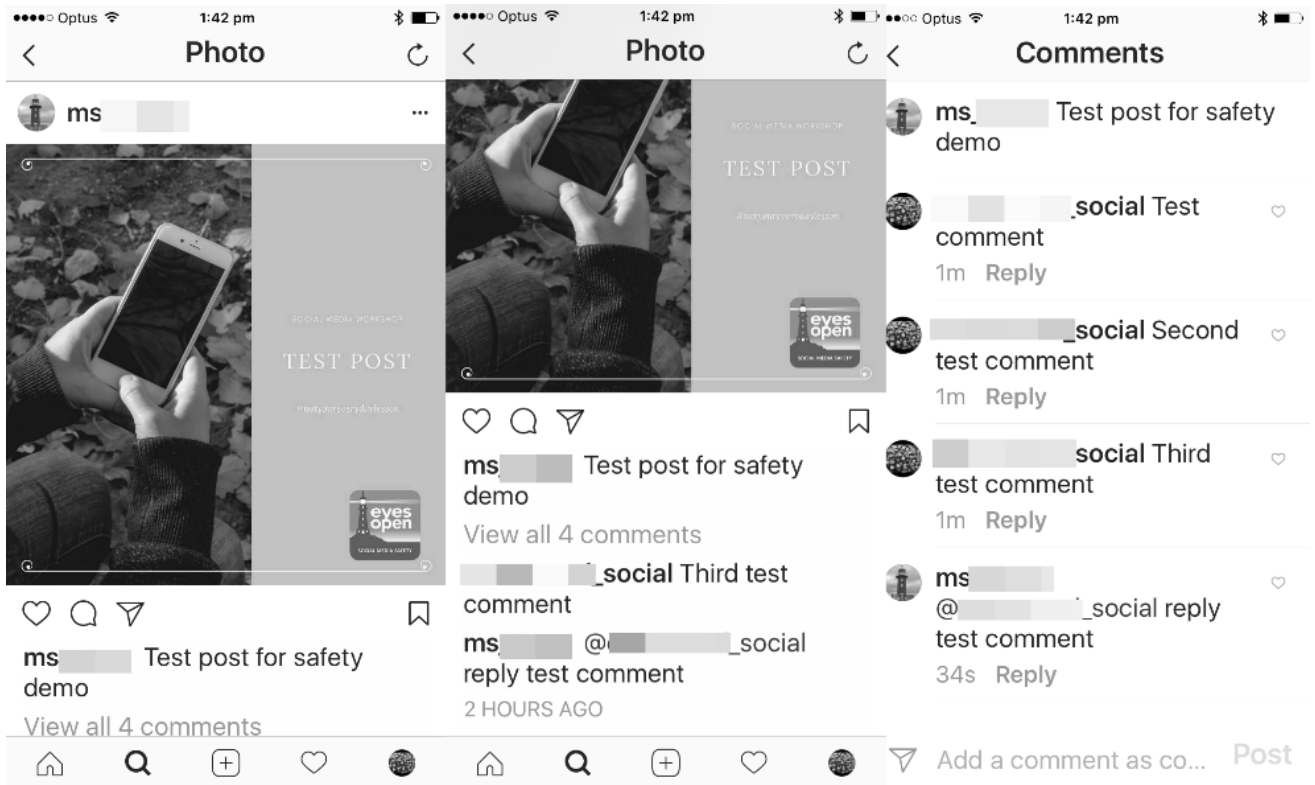 Optus 1:42 pm
Photo
ms
SOCIAL MEDIA WORKSHOP
TEST POST
#notyoureverydaylesson
eyes
open
SOCIAL MEDIA SAFETY
ms Test post for safety
demo
View all 4 comments
Optus 1:42 pm
Photo
SOCIAL MEDIA WORKSHOP
TEST POST
#notyoureverydaylesson
eyes
open
SOCIAL MEDIA SAFETY
ms Test post for safety
demo
View all 4 comments
_social Third test
comment
ms @ _social
reply test comment
2 HOURS AGO
Optus 1:42 pm
Comments
ms_ Test post for safety
demo
_social Test
comment
1m Reply
_social Second
test comment
1m Reply
social Third
test comment
1m Reply
ms
@ _social reply
test comment
34s Reply
Add a comment as co... Post